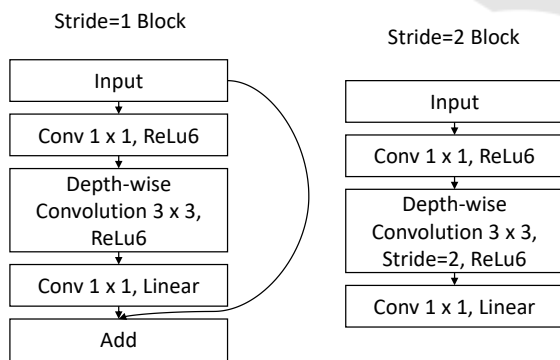 Stride=1 Block
Input
Conv 1 x 1, ReLu6
Depth-wise
Convolution 3 x 3,
ReLu6
Conv 1 x 1, Linear
Add
Stride=2 Block
Input
Conv 1 x 1, ReLu6
Depth-wise
Convolution 3 x 3,
Stride=2, ReLu6
Conv 1 x 1, Linear